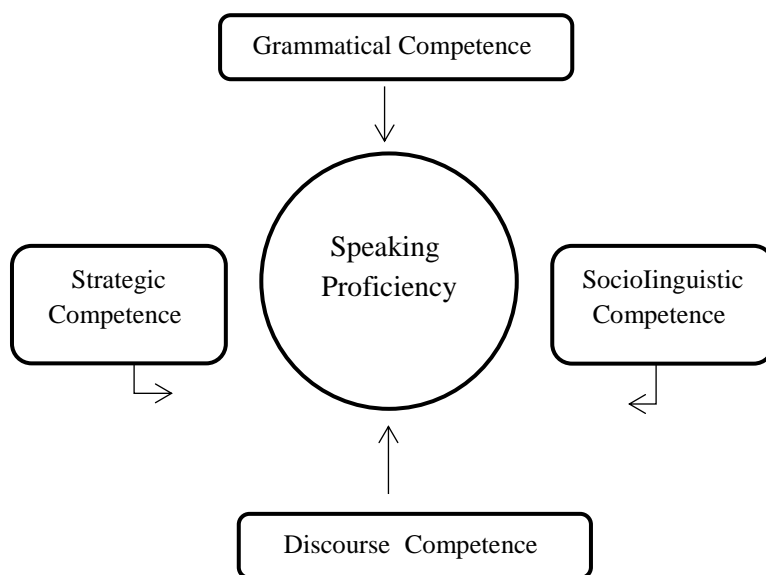 Grammatical Competence
Speaking
Proficiency
Strategic
Competence
SocioIinguistic
Competence
Discourse Competence